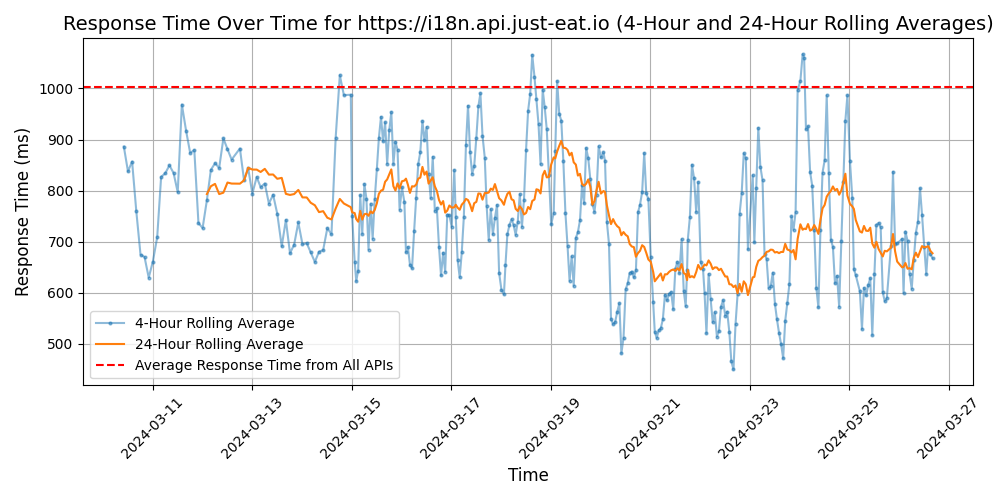 Response Time Over Time for https://i18n.api.just-eat.io (4-Hour and 24-Hour Rolling Averages)
Response Time (ms)
1000
900
800
700
600
500
4-Hour Rolling Average
24-Hour Rolling Average
Average Response Time from All APIs
2024-03-11
2024-03-13
2024-03-15
2024-03-17
2024-03-19
2024-03-21
2024-03-23
2024-03-25
2024-03-27
Time